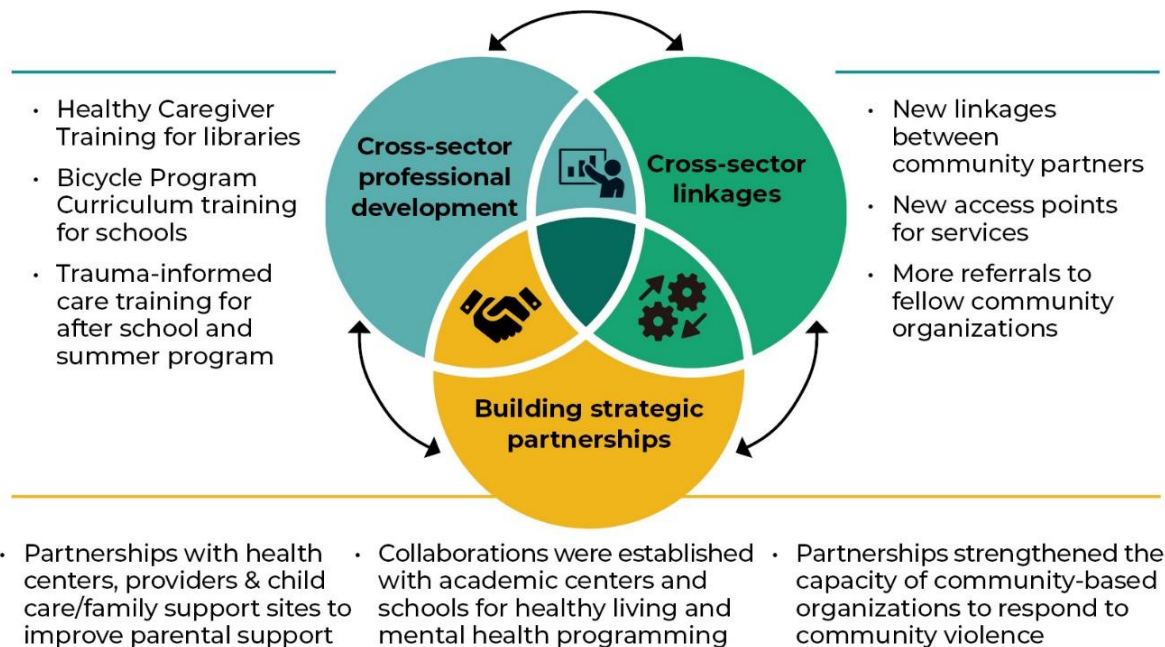 • Healthy Caregiver
Training for libraries
• Bicycle Program
Curriculum training
for schools
• Trauma-informed
care training for
after school and
summer program
Cross-sector
professional
development
Cross-sector
linkages
Building strategic
partnerships
• New linkages
between
community partners
• New access points
for services
• More referrals to
fellow community
organizations
• Partnerships with health
centers, providers & child
care/family support sites to
improve parental support
• Collaborations were established
with academic centers and
schools for healthy living and
mental health programming
• Partnerships strengthened the
capacity of community-based
organizations to respond to
community violence